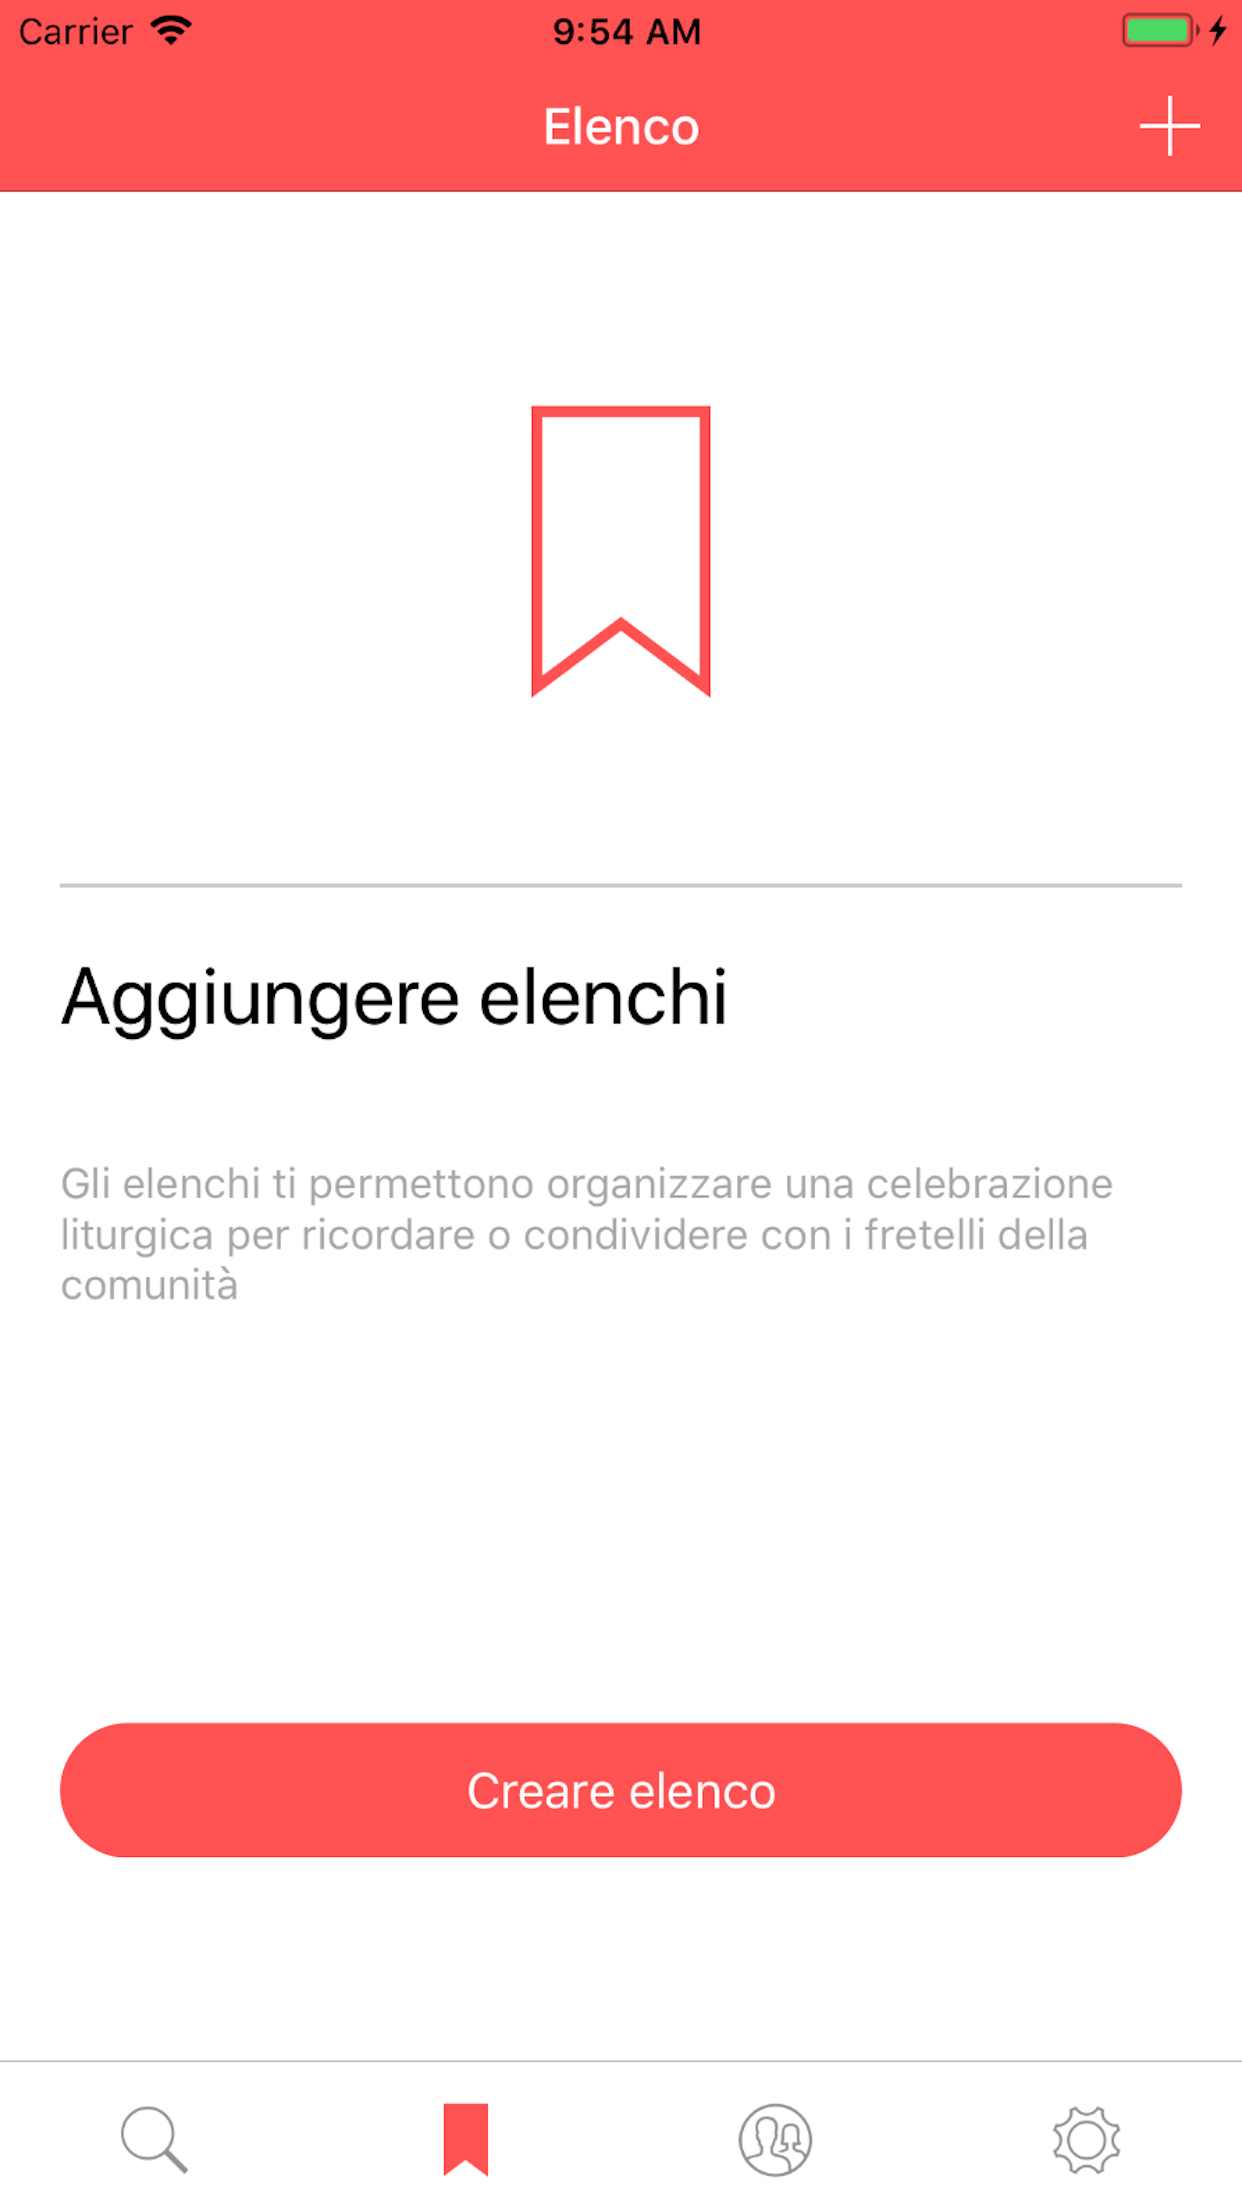 Carrier 9:54 AM
Elenco
Aggiungere elenchi
Gli elenchi ti permettono organizzare una celebrazione
liturgica per ricordare o condividere con i fretelli della
comunità
Creare elenco